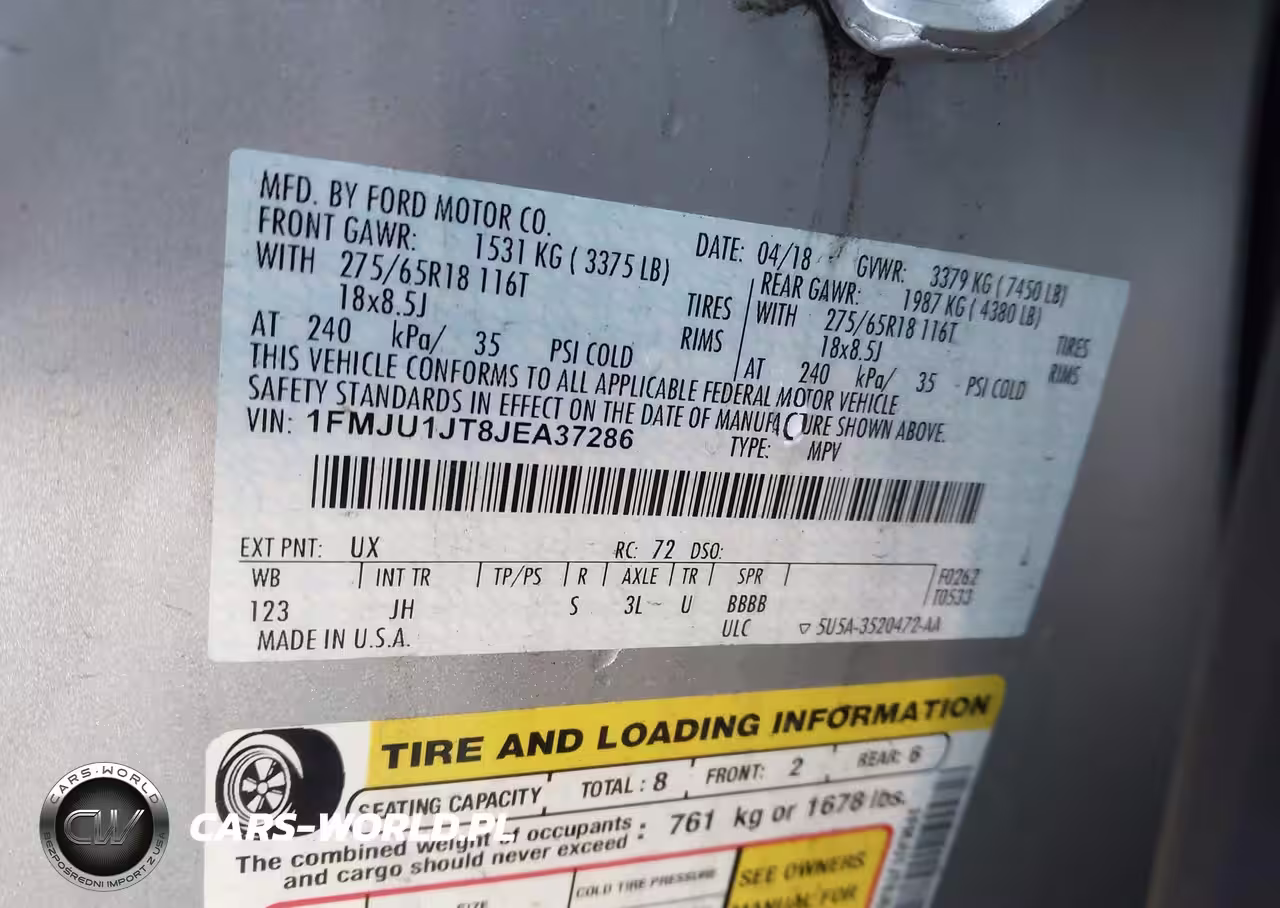 MFD. BY FORD MOTOR CO.
DATE: 04/18
GVWR: 3379 KG ( 7450 LB)
FRONT GAWR: 1531 KG ( 3375 LB)
REAR GAWR: 1987 KG ( 4380 LB)
WITH 275/65R18 116T TIRES
WITH 275/65R18 116T TIRES
18x8.5J RIMS
18x8.5J RIMS
AT 240 kPa/ 35 PSI COLD
AT 240 kPa/ 35 PSI COLD
THIS VEHICLE CONFORMS TO ALL APPLICABLE FEDERAL MOTOR VEHICLE
SAFETY STANDARDS IN EFFECT ON THE DATE OF MANUFACTURE SHOWN ABOVE.
VIN: 1FMJU1JT8JEA37286
TYPE: MPV
EXT PNT: UX RC: 72 DSO:
WB INT TR TP/PS R AXLE TR SPR F0262
T0533
123 JH S 3L U BBBB
ULC 5U5A-3520472-AA
MADE IN U.S.A.
TIRE AND LOADING INFORMATION
SEATING CAPACITY TOTAL : 8 FRONT: 2 REAR: 6
The combined weight of occupants : 761 kg or 1678 lbs.
and cargo should never exceed
SIZE COLD TIRE PRESSURE
SEE OWNERS
MANUAL FOR
CARS-WORLD
CW
BEZPOŚREDNI IMPORT Z USA
CARS-WORLD.PL